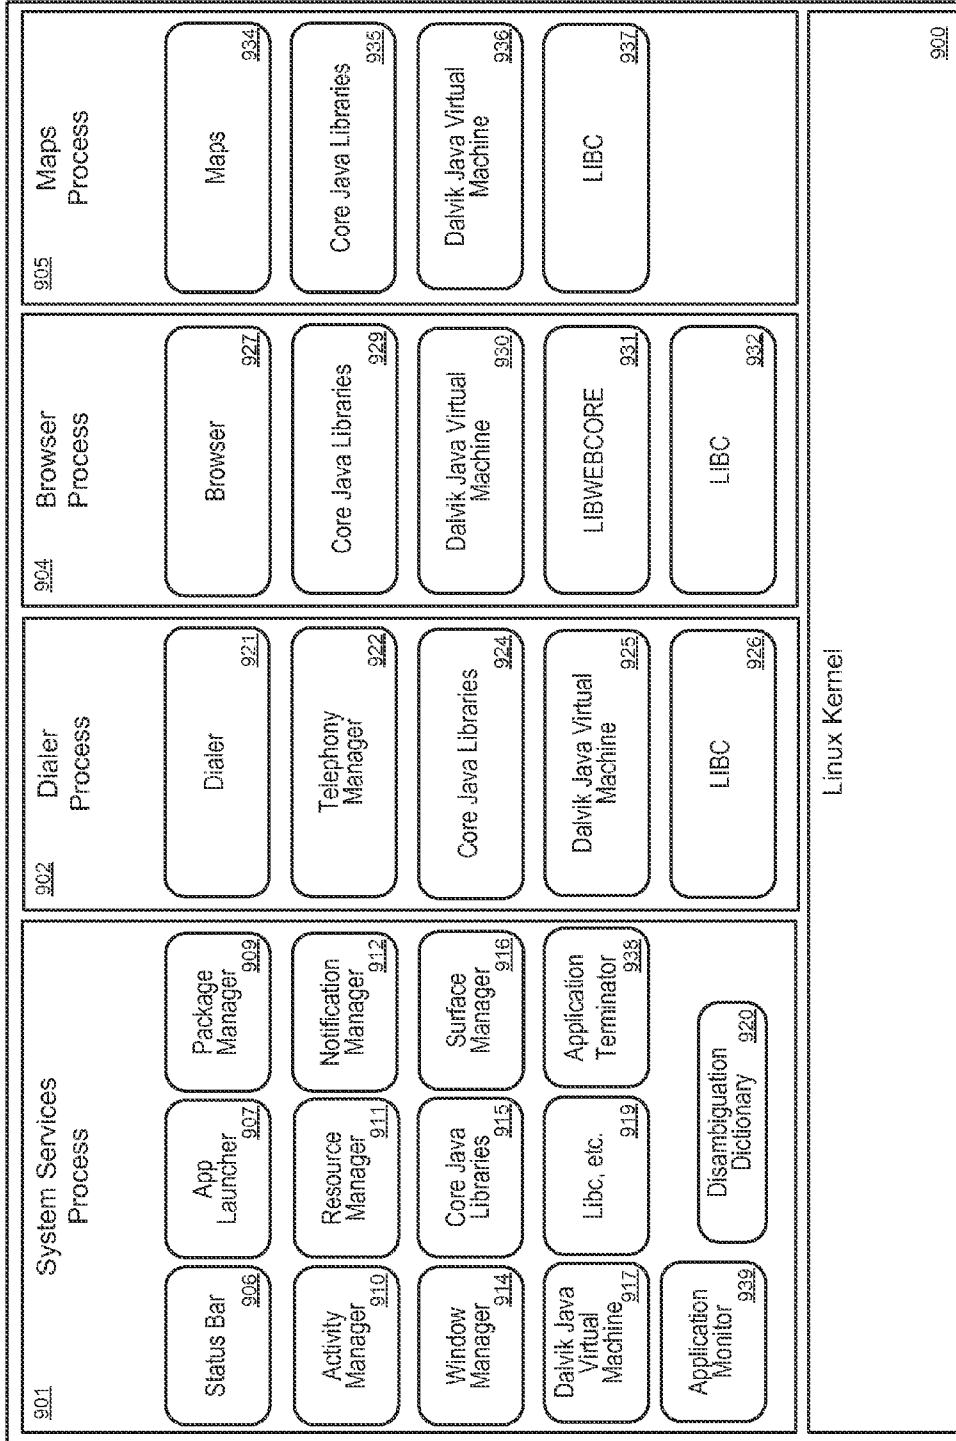 901
System Services
Process
Status Bar
906
App
Launcher
907
Package
Manager
909
Activity
Manager
910
Resource
Manager
911
Notification
Manager
912
Window
Manager
914
Core Java
Libraries
915
Surface
Manager
916
Dalvik Java
Virtual
Machine
917
Libc, etc.
919
Application
Terminator
938
Application
Monitor
939
Disambiguation
Dictionary
920
902
Dialer
Process
Dialer
921
Telephony
Manager
922
Core Java Libraries
924
Dalvik Java Virtual
Machine
925
LIBC
926
904
Browser
Process
Browser
927
Core Java Libraries
929
Dalvik Java Virtual
Machine
930
LIBWEBCORE
931
LIBC
932
905
Maps
Process
Maps
934
Core Java Libraries
935
Dalvik Java Virtual
Machine
936
LIBC
937
Linux Kernel
900